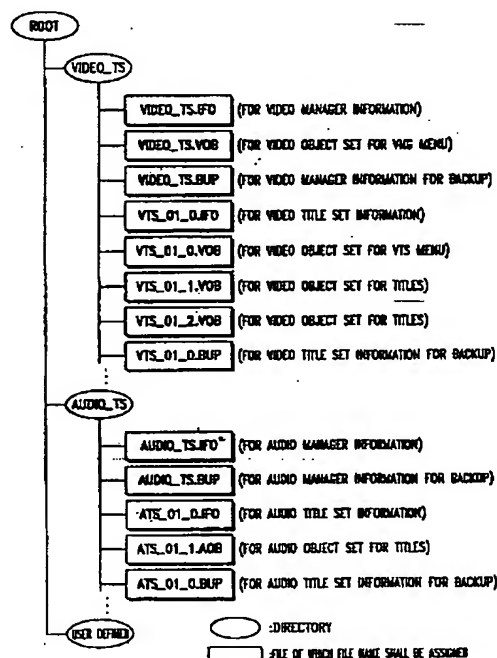 ROOT
VIDEO_TS
VIDEO_TS.IFO (FOR VIDEO MANAGER INFORMATION)
VIDEO_TS.VOB (FOR VIDEO OBJECT SET FOR VMG MENU)
VIDEO_TS.BUP (FOR VIDEO MANAGER INFORMATION FOR BACKUP)
VTS_01_0.IFO (FOR VIDEO TITLE SET INFORMATION)
VTS_01_0.VOB (FOR VIDEO OBJECT SET FOR VTS MENU)
VTS_01_1.VOB (FOR VIDEO OBJECT SET FOR TITLES)
VTS_01_2.VOB (FOR VIDEO OBJECT SET FOR TITLES)
VTS_01_0.BUP (FOR VIDEO TITLE SET INFORMATION FOR BACKUP)
AUDIO_TS
AUDIO_TS.IFO (FOR AUDIO MANAGER INFORMATION)
AUDIO_TS.BUP (FOR AUDIO MANAGER INFORMATION FOR BACKUP)
ATS_01_0.IFO (FOR AUDIO TITLE SET INFORMATION)
ATS_01_1.AOB (FOR AUDIO OBJECT SET FOR TITLES)
ATS_01_0.BUP (FOR AUDIO TITLE SET INFORMATION FOR BACKUP)
USER DEFINED
:DIRECTORY
:FILE OF WHICH FILE NAME SHALL BE ASSIGNED